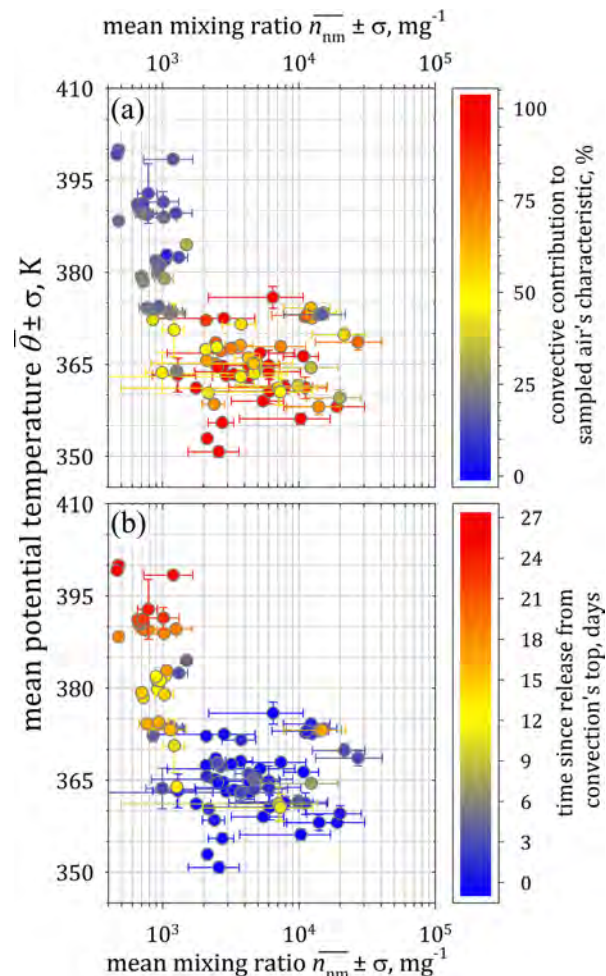 mean mixing ratio n̅n̅m̅ ± σ, mg-1
10³ 10⁴ 10⁵
(a)
410
395
380
365
350
100
75
50
25
0
convective contribution to
sampled air's characteristic, %
mean potential temperature θ̅ ± σ, K
(b)
410
395
380
365
350
27
24
21
18
15
12
9
6
3
0
time since release from
convection's top, days
10³ 10⁴ 10⁵
mean mixing ratio n̅n̅m̅ ± σ, mg-1